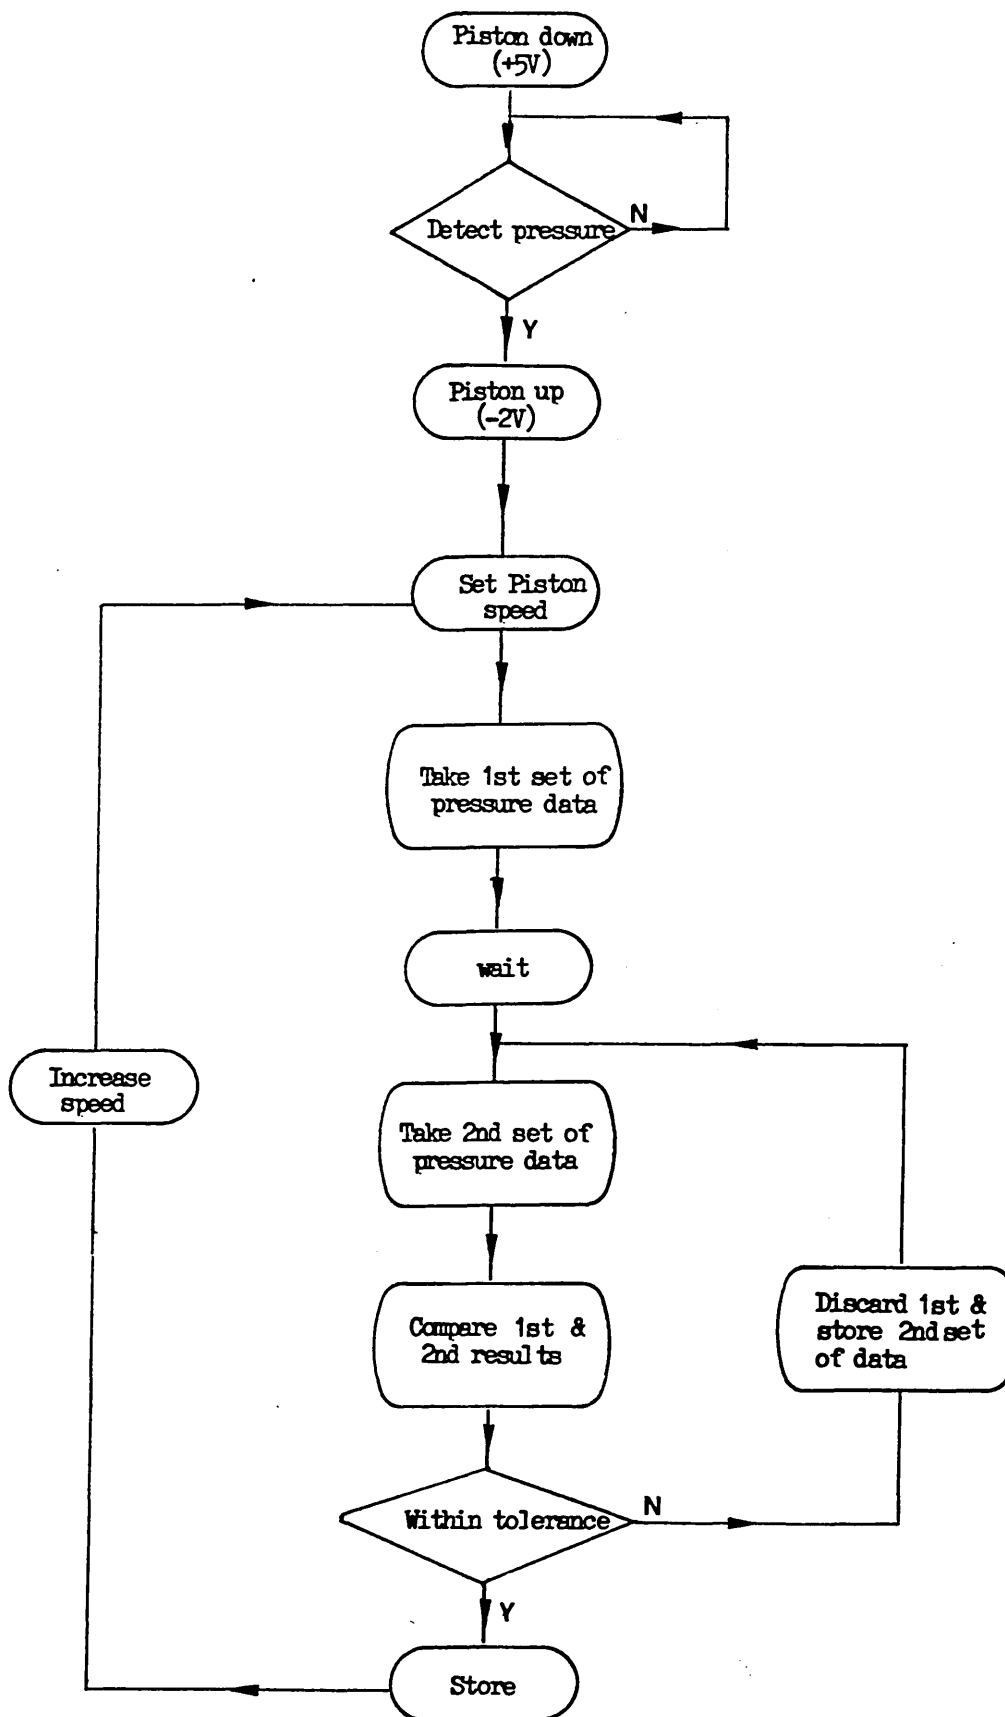 Piston down
(+5V)
Detect pressure
N
Y
Piston up
(-2V)
Set Piston
speed
Take 1st set of
pressure data
wait
Increase
speed
Take 2nd set of
pressure data
Compare 1st &
2nd results
Discard 1st &
store 2nd set
of data
Within tolerance
N
Y
Store